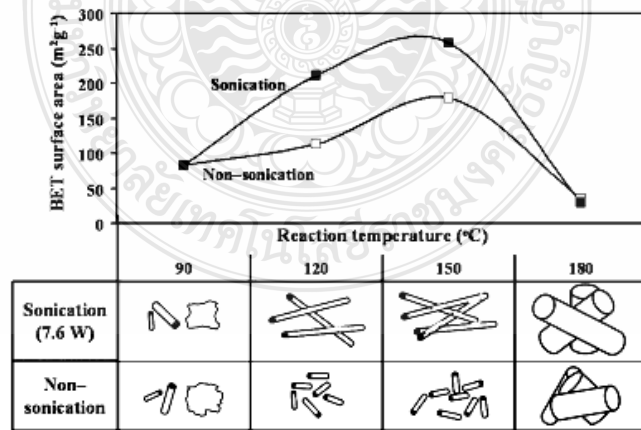 300
250
200
150
100
50
0
BET surface area (m²g⁻¹)
Sonication
Non–sonication
Reaction temperature (ºC)
90 120 150 180
Sonication
(7.6 W)
Non–
sonication